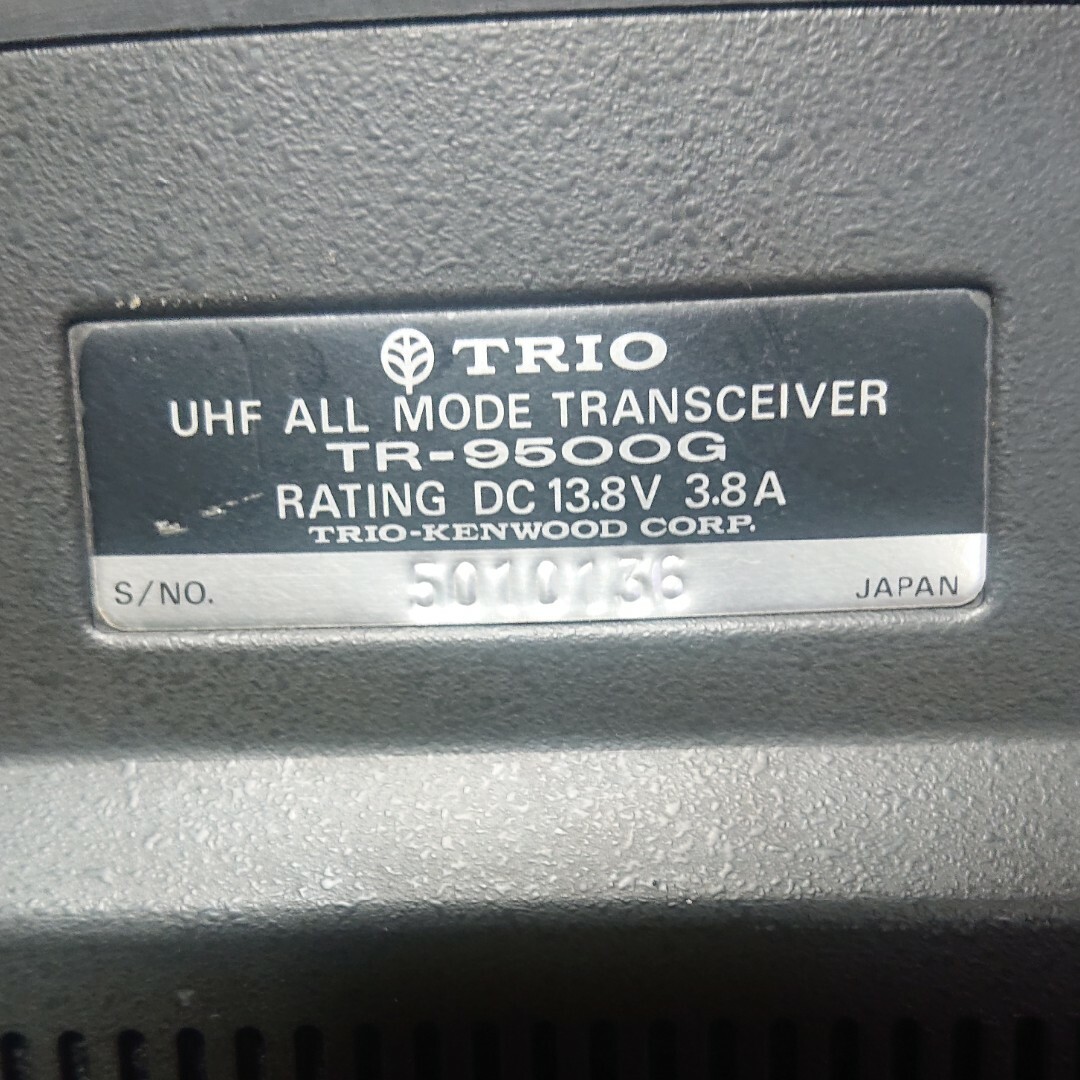 TRIO
UHF ALL MODE TRANSCEIVER
TR-9500G
RATING DC 13.8V 3.8A
TRIO-KENWOOD CORP.
S/NO. 5010136 JAPAN